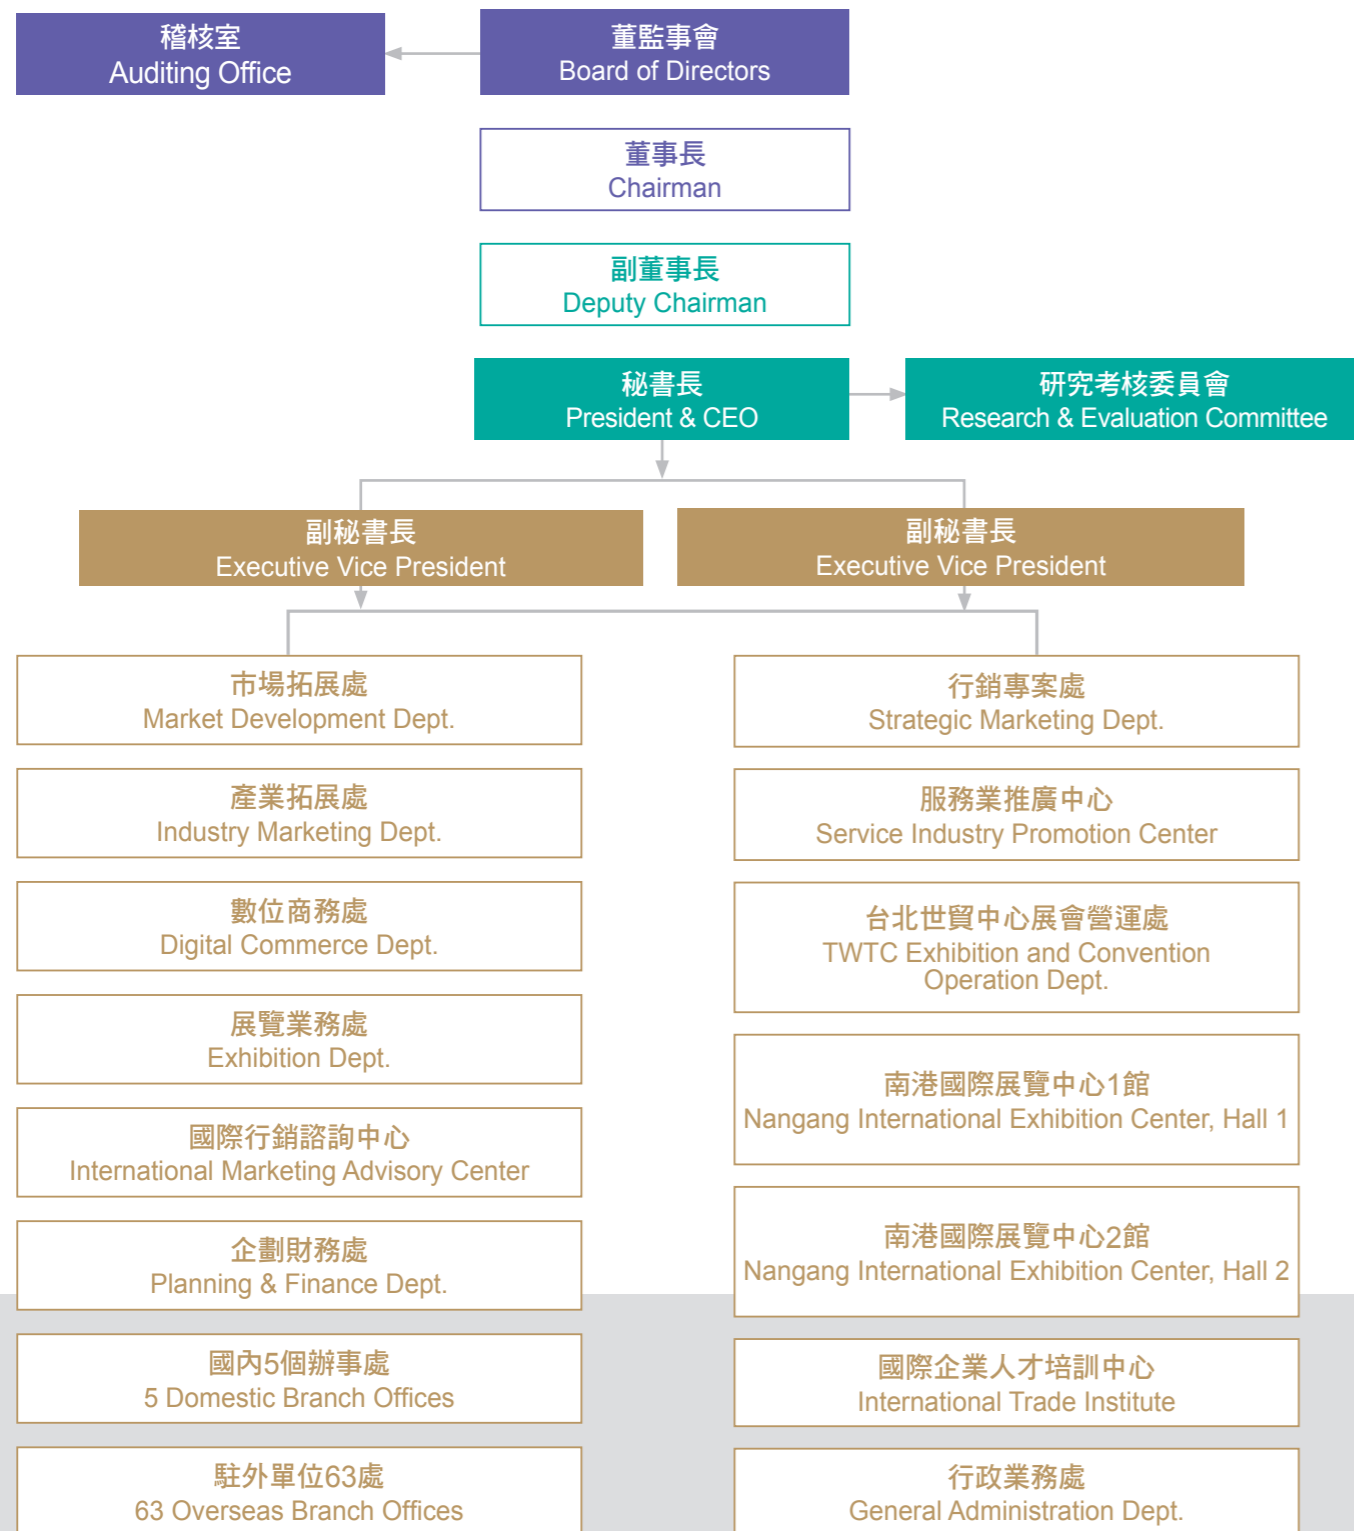 稽核室
Auditing Office
董監事會
Board of Directors
董事長
Chairman
副董事長
Deputy Chairman
秘書長
President & CEO
研究考核委員會
Research & Evaluation Committee
副秘書長
Executive Vice President
副秘書長
Executive Vice President
市場拓展處
Market Development Dept.
產業拓展處
Industry Marketing Dept.
數位商務處
Digital Commerce Dept.
展覽業務處
Exhibition Dept.
國際行銷諮詢中心
International Marketing Advisory Center
企劃財務處
Planning & Finance Dept.
國內5個辦事處
5 Domestic Branch Offices
駐外單位63處
63 Overseas Branch Offices
行銷專案處
Strategic Marketing Dept.
服務業推廣中心
Service Industry Promotion Center
台北世貿中心展會營運處
TWTC Exhibition and Convention
Operation Dept.
南港國際展覽中心1館
Nangang International Exhibition Center, Hall 1
南港國際展覽中心2館
Nangang International Exhibition Center, Hall 2
國際企業人才培訓中心
International Trade Institute
行政業務處
General Administration Dept.